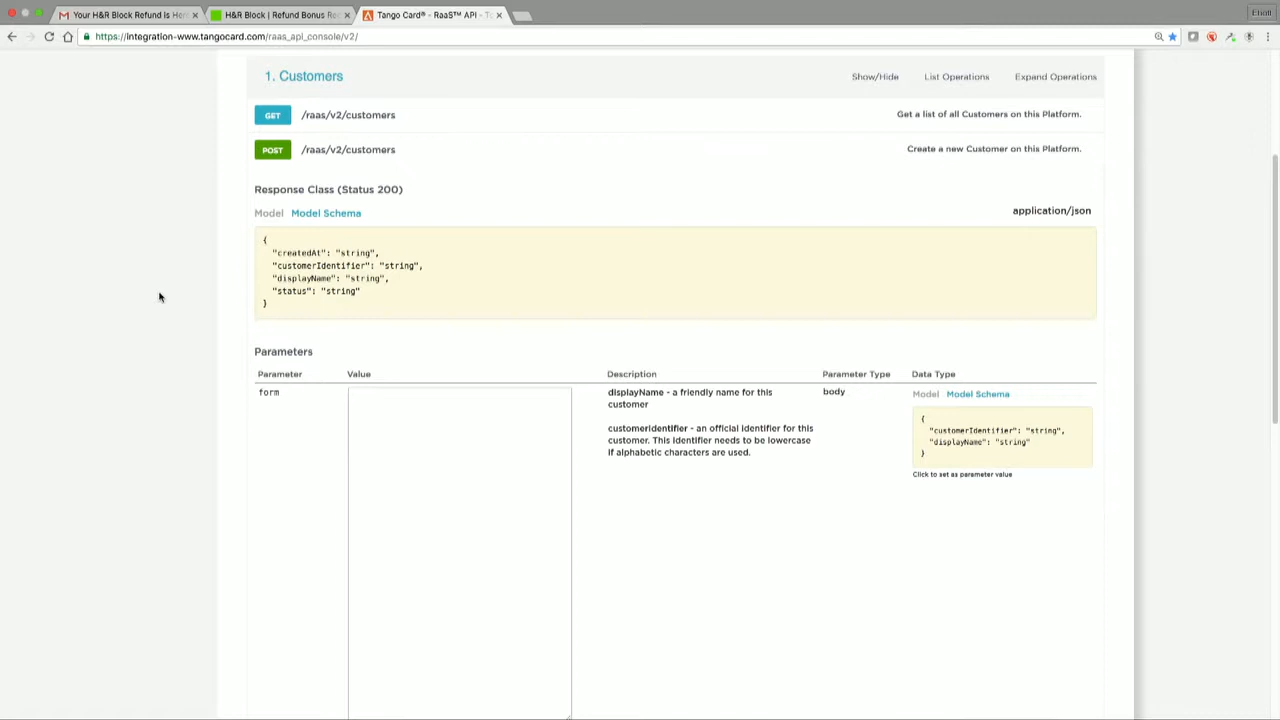 Your H&R Block Refund is Her
H&R Block | Refund Bonus Re
Tango Card® - RaaS™ API - T
Elliott
https://integration-www.tangocard.com/raas_api_console/v2/
1. Customers
Show/Hide
List Operations
Expand Operations
GET
/raas/v2/customers
Get a list of all Customers on this Platform.
POST
/raas/v2/customers
Create a new Customer on this Platform.
Response Class (Status 200)
Model Model Schema
application/json
{
"createdAt": "string",
"customerIdentifier": "string",
"displayName": "string",
"status": "string"
}
Parameters
Parameter
Value
Description
Parameter Type
Data Type
form
displayName - a friendly name for this
customer
customerIdentifier - an official identifier for this
customer. This identifier needs to be lowercase
if alphabetic characters are used.
body
Model Model Schema
{
"customerIdentifier": "string",
"displayName": "string"
}
Click to set as parameter value